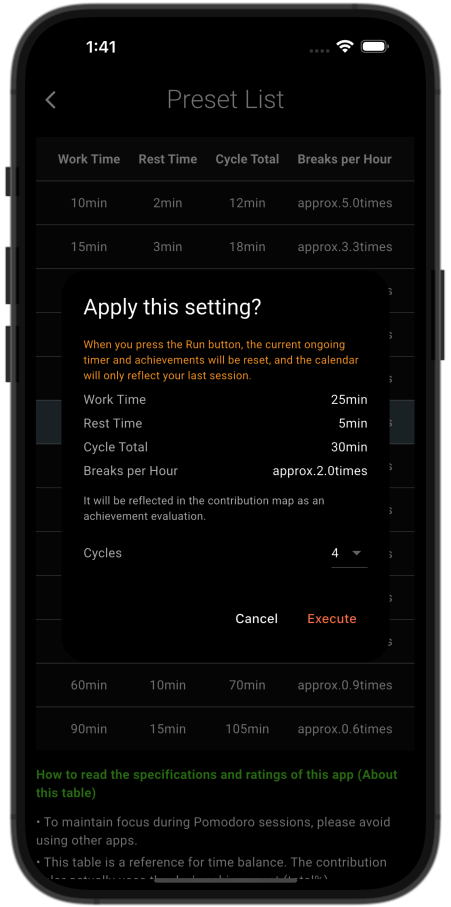 1:41
Preset List
Work Time Rest Time Cycle Total Breaks per Hour
10min 2min 12min approx.5.0times
15min 3min 18min approx.3.3times
Apply this setting?
When you press the Run button, the current ongoing
timer and achievements will be reset, and the calendar
will only reflect your last session.
Work Time 25min
Rest Time 5min
Cycle Total 30min
Breaks per Hour approx.2.0times
It will be reflected in the contribution map as an
achievement evaluation.
Cycles 4
Cancel Execute
60min 10min 70min approx.0.9times
90min 15min 105min approx.0.6times
How to read the specifications and ratings of this app (About
this table)
• To maintain focus during Pomodoro sessions, please avoid
using other apps.
• This table is a reference for time balance. The contribution